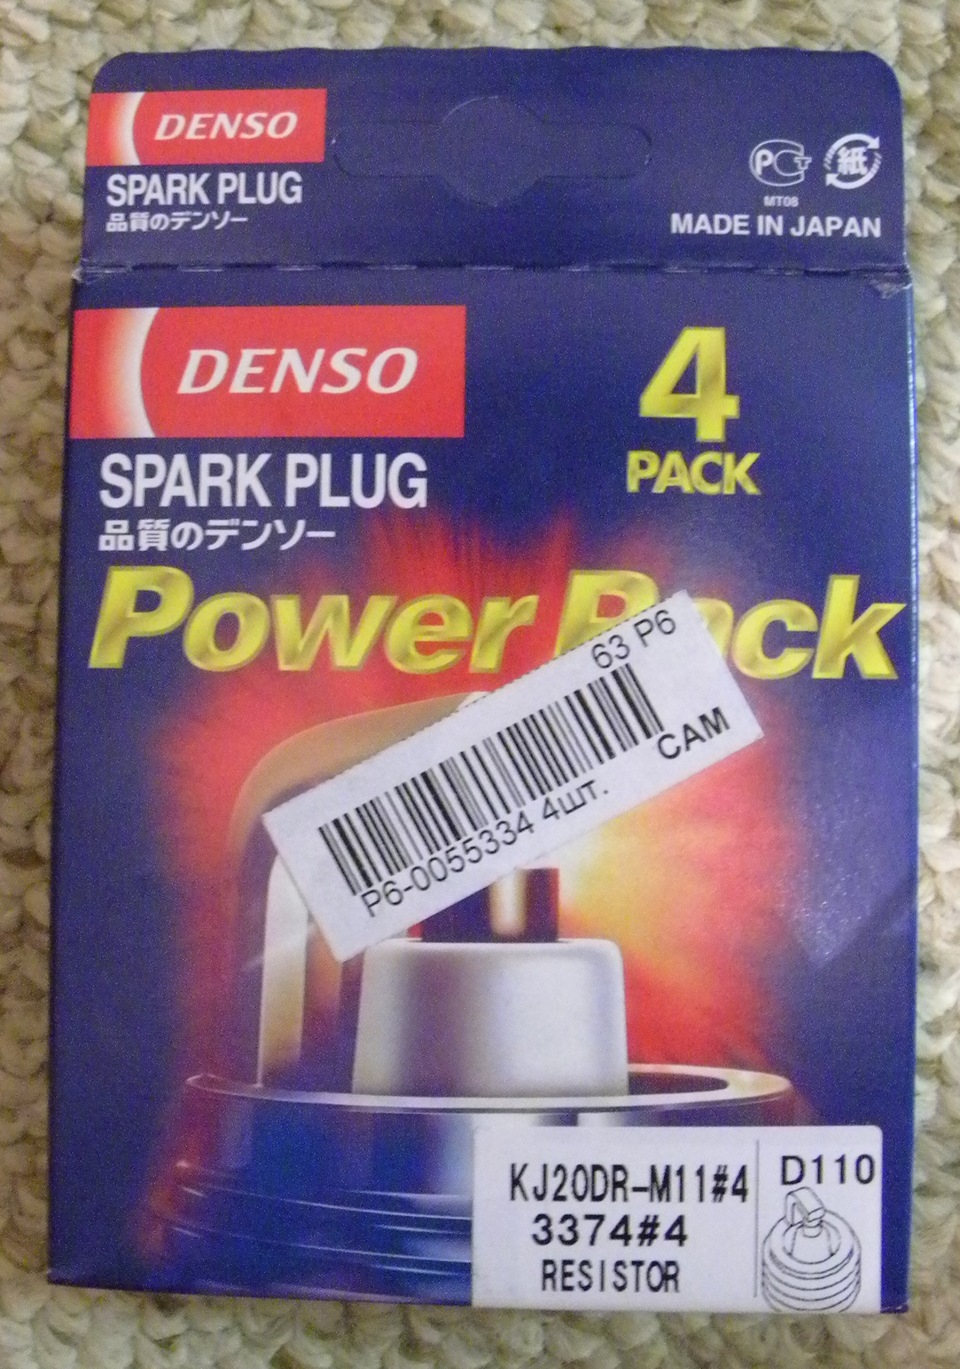 DENSO
SPARK PLUG
品質のデンソー
PCT
MT08
紙
MADE IN JAPAN
DENSO
SPARK PLUG
品質のデンソー
4
PACK
Power Pack
63 P6
CAM
P6-0055334 4шт.
KJ20DR-M11#4
3374#4
RESISTOR
D110